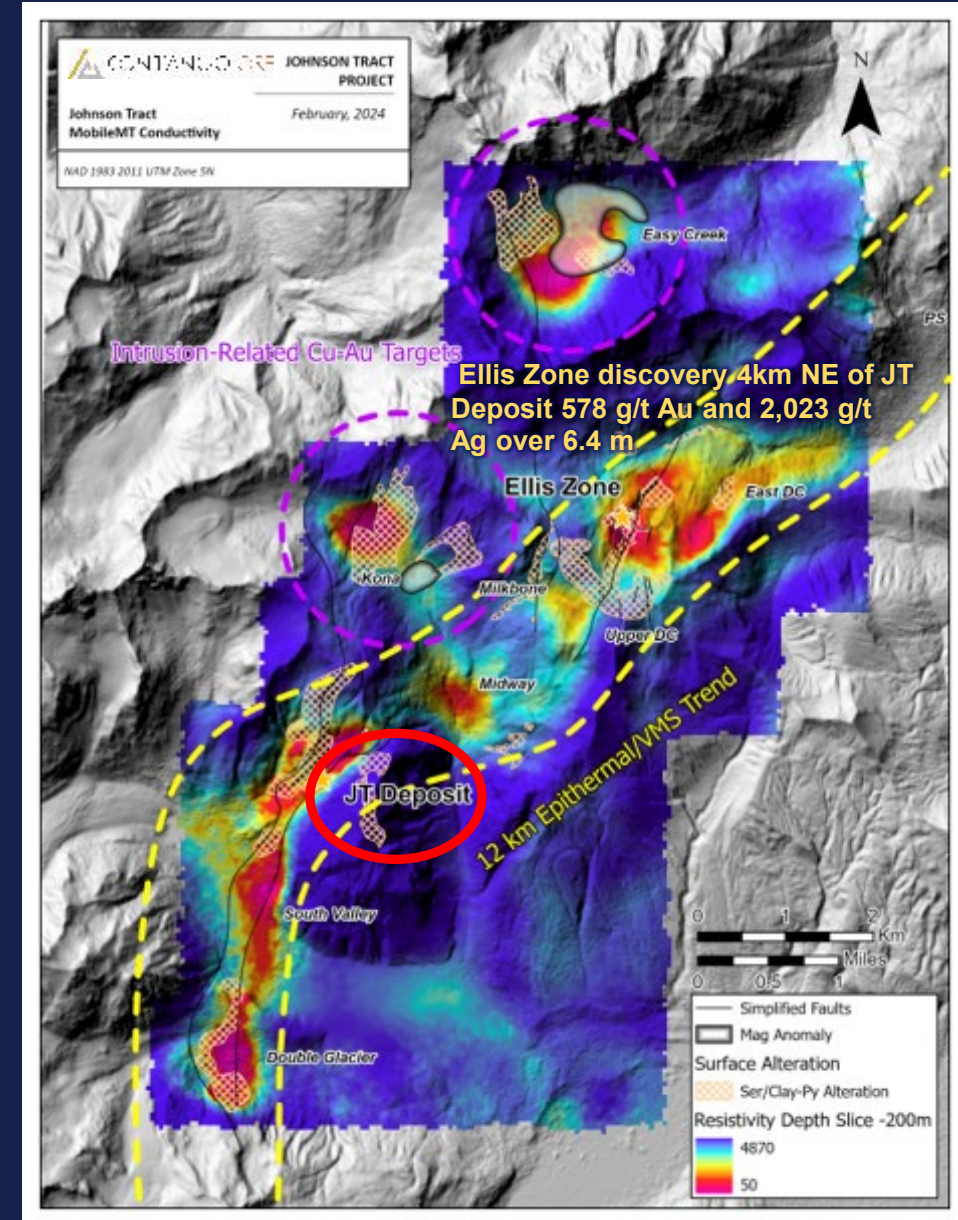 CONTANGO ORE
JOHNSON TRACT
PROJECT
Johnson Tract
MobileMT Conductivity
February, 2024
NAD 1983 2011 UTM Zone 5N
N
Easy Creek
PS
Intrusion-Related Cu-Au Targets
Ellis Zone discovery 4km NE of JT
Deposit 578 g/t Au and 2,023 g/t
Ag over 6.4 m
Ellis Zone
East DC
Kona
Milkbone
Upper DC
Midway
JT Deposit
12 km Epithermal/VMS Trend
South Valley
Double Glacier
0 1 2
Km
Miles
0 0.5 1
Simplified Faults
Mag Anomaly
Surface Alteration
Ser/Clay-Py Alteration
Resistivity Depth Slice -200m
4870
50